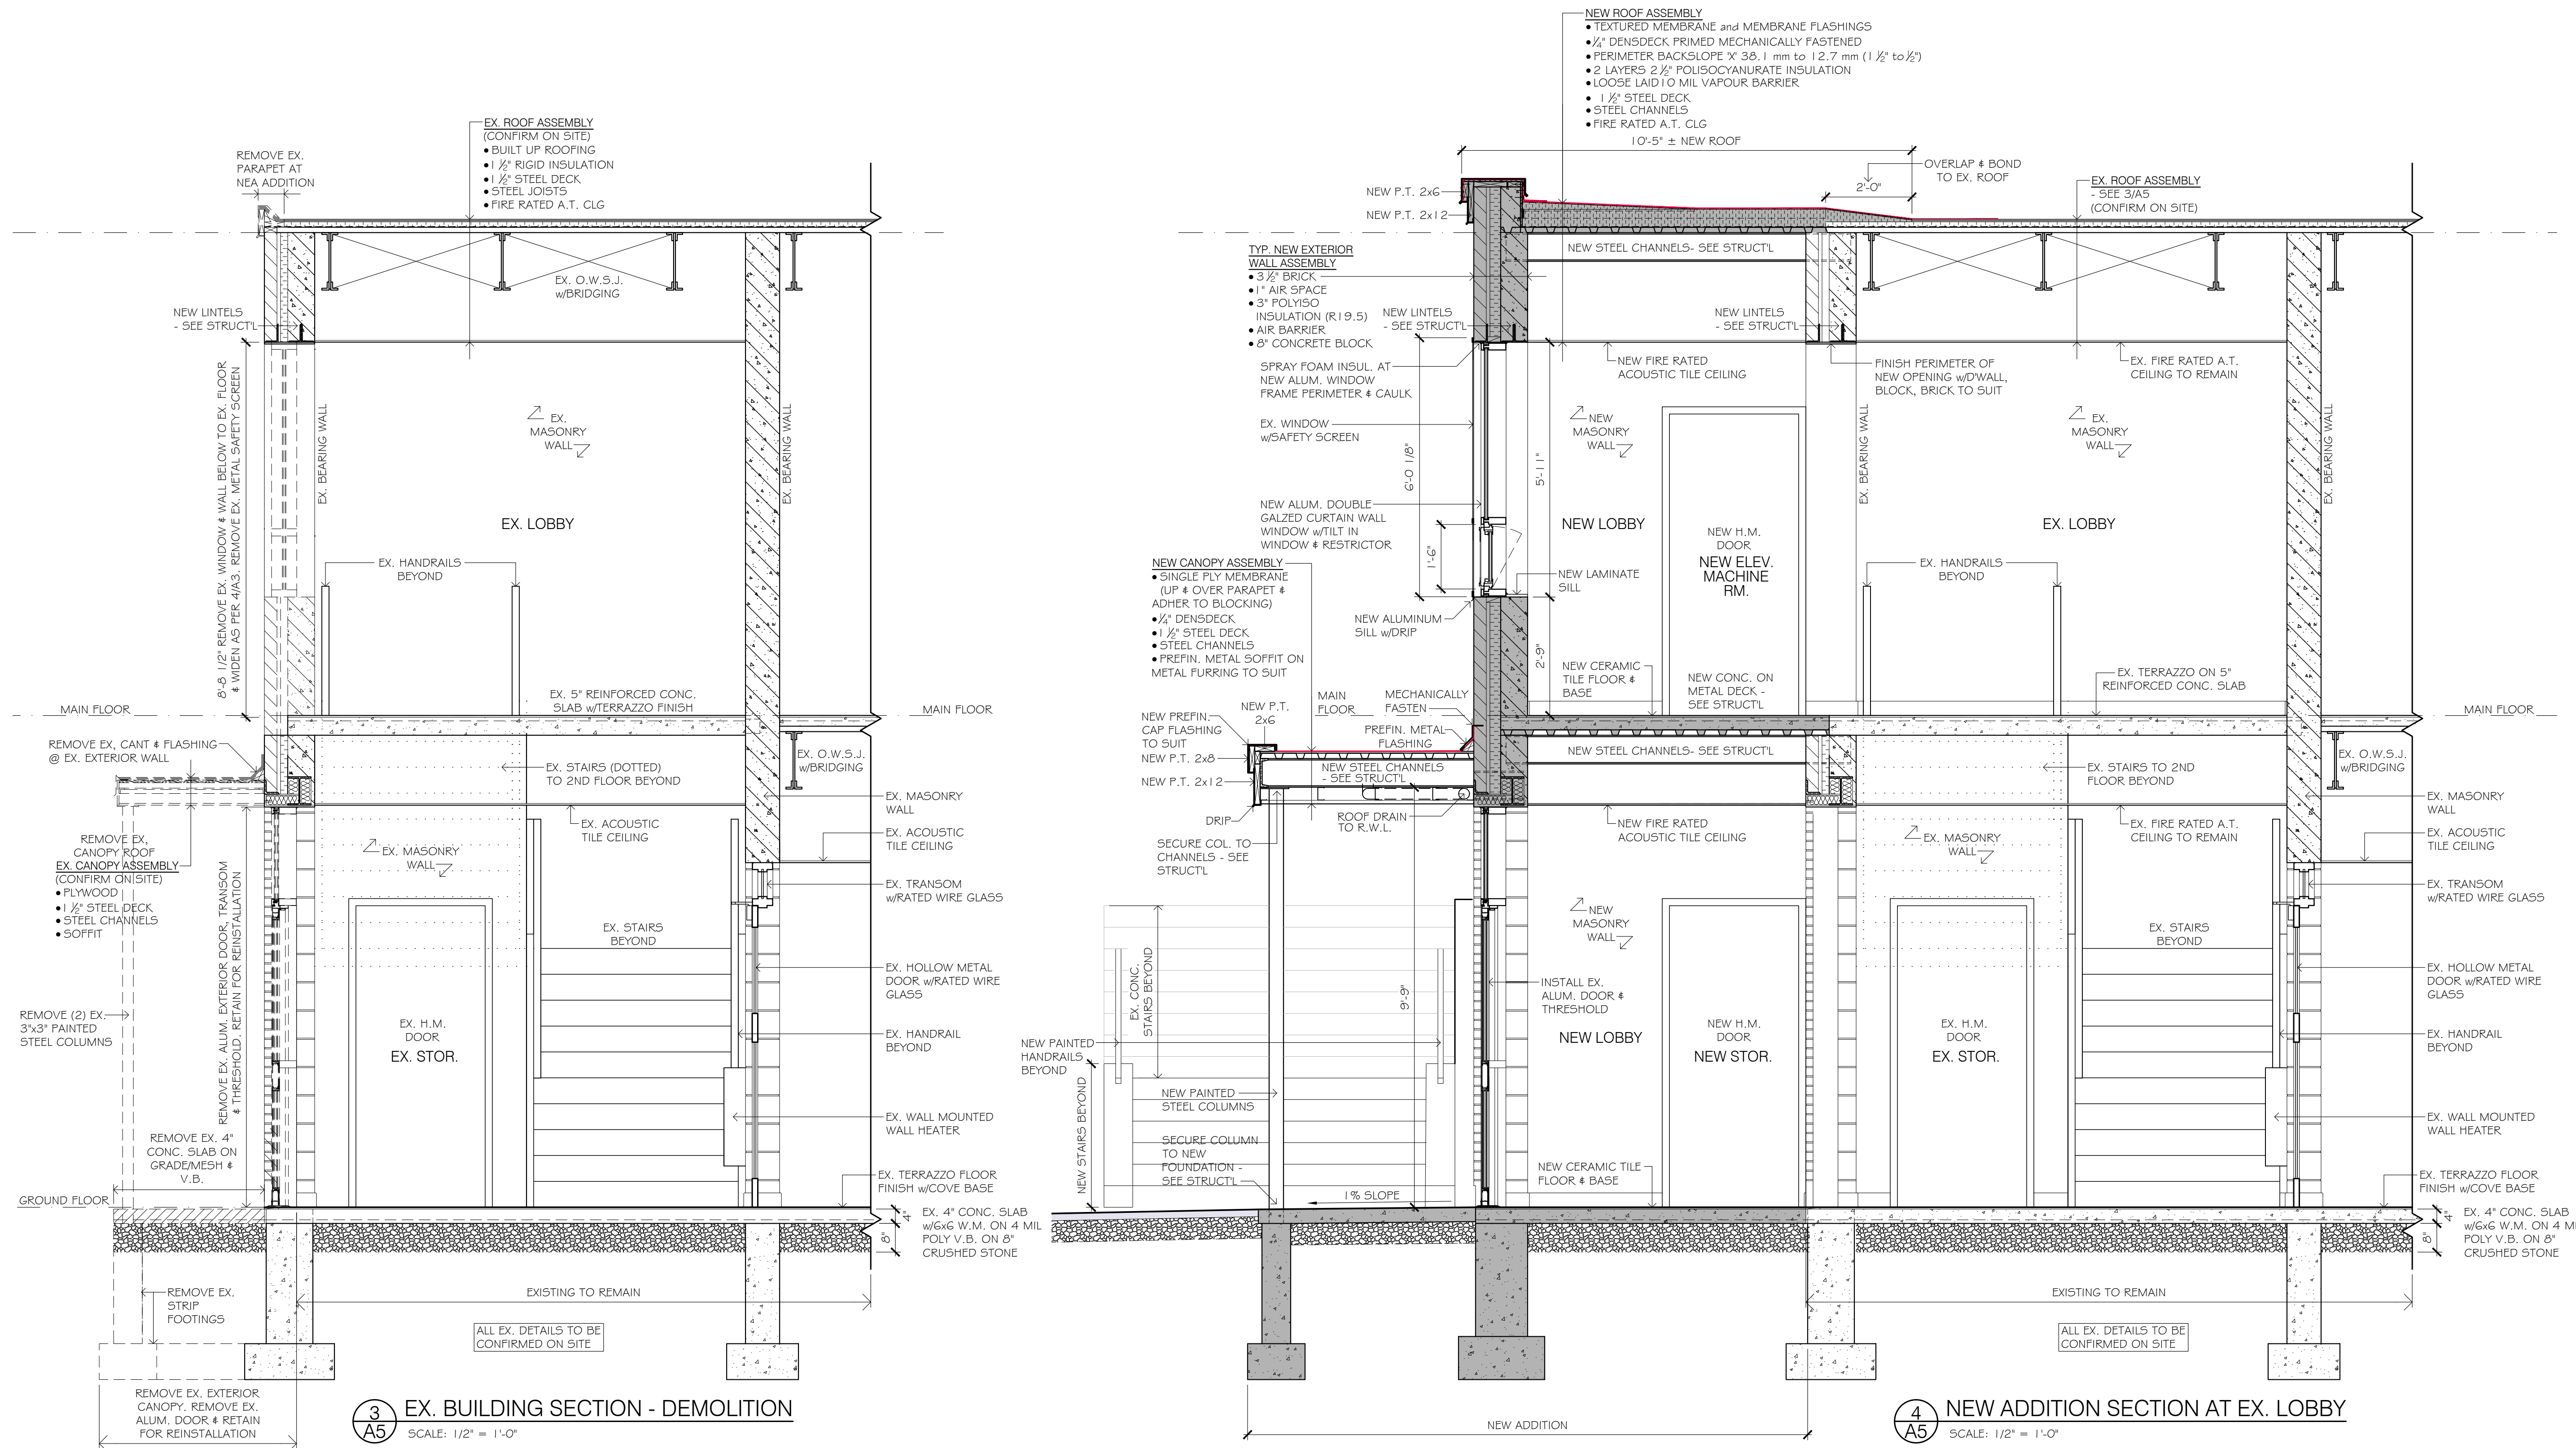 EX. ROOF ASSEMBLY
(CONFIRM ON SITE)
• BUILT UP ROOFING
• 1 ½" RIGID INSULATION
• 1 ½" STEEL DECK
• STEEL JOISTS
• FIRE RATED A.T. CLG
REMOVE EX.
PARAPET AT
NEA ADDITION
EX. O.W.S.J.
w/BRIDGING
NEW LINTELS
- SEE STRUCT'L
8'-8 1/2" REMOVE EX. WINDOW & WALL BELOW TO EX. FLOOR
& WIDEN AS PER 4/A3. REMOVE EX. METAL SAFETY SCREEN
EX. BEARING WALL
EX.
MASONRY
WALL
EX. BEARING WALL
EX. LOBBY
EX. HANDRAILS
BEYOND
EX. 5" REINFORCED CONC.
SLAB w/TERRAZZO FINISH
MAIN FLOOR
MAIN FLOOR
REMOVE EX, CANT & FLASHING
@ EX. EXTERIOR WALL
EX. STAIRS (DOTTED)
TO 2ND FLOOR BEYOND
EX. O.W.S.J.
w/BRIDGING
EX. MASONRY
WALL
EX. ACOUSTIC
TILE CEILING
EX. ACOUSTIC
TILE CEILING
REMOVE EX,
CANOPY ROOF
EX. CANOPY ASSEMBLY
(CONFIRM ON SITE)
• PLYWOOD
• 1 ½" STEEL DECK
• STEEL CHANNELS
• SOFFIT
EX. MASONRY
WALL
EX. TRANSOM
w/RATED WIRE GLASS
REMOVE EX. ALUM. EXTERIOR DOOR, TRANSOM
& THRESHOLD. RETAIN FOR REINSTALLATION
EX. STAIRS
BEYOND
EX. HOLLOW METAL
DOOR w/RATED WIRE
GLASS
REMOVE (2) EX.
3"x3" PAINTED
STEEL COLUMNS
EX. H.M.
DOOR
EX. STOR.
EX. HANDRAIL
BEYOND
EX. WALL MOUNTED
WALL HEATER
REMOVE EX. 4"
CONC. SLAB ON
GRADE/MESH &
V.B.
EX. TERRAZZO FLOOR
FINISH w/COVE BASE
GROUND FLOOR
4"
8"
EX. 4" CONC. SLAB
w/6x6 W.M. ON 4 MIL
POLY V.B. ON 8"
CRUSHED STONE
REMOVE EX.
STRIP
FOOTINGS
EXISTING TO REMAIN
ALL EX. DETAILS TO BE
CONFIRMED ON SITE
REMOVE EX. EXTERIOR
CANOPY. REMOVE EX.
ALUM. DOOR & RETAIN
FOR REINSTALLATION
3
A5
EX. BUILDING SECTION - DEMOLITION
SCALE: 1/2" = 1'-0"
NEW ROOF ASSEMBLY
• TEXTURED MEMBRANE and MEMBRANE FLASHINGS
• ¼" DENSDECK PRIMED MECHANICALLY FASTENED
• PERIMETER BACKSLOPE 'X' 38.1 mm to 12.7 mm (1 ½" to ½")
• 2 LAYERS 2 ½" POLISOCYANURATE INSULATION
• LOOSE LAID10 MIL VAPOUR BARRIER
• 1 ½" STEEL DECK
• STEEL CHANNELS
• FIRE RATED A.T. CLG
10'-5" ± NEW ROOF
OVERLAP & BOND
TO EX. ROOF
2'-0"
EX. ROOF ASSEMBLY
- SEE 3/A5
(CONFIRM ON SITE)
NEW P.T. 2x6
NEW P.T. 2x12
TYP. NEW EXTERIOR
WALL ASSEMBLY
• 3 ½" BRICK
• 1" AIR SPACE
• 3" POLYISO
INSULATION (R19.5)
• AIR BARRIER
• 8" CONCRETE BLOCK
NEW STEEL CHANNELS- SEE STRUCT'L
NEW LINTELS
- SEE STRUCT'L
NEW LINTELS
- SEE STRUCT'L
SPRAY FOAM INSUL. AT
NEW ALUM. WINDOW
FRAME PERIMETER & CAULK
NEW FIRE RATED
ACOUSTIC TILE CEILING
FINISH PERIMETER OF
NEW OPENING w/D'WALL,
BLOCK, BRICK TO SUIT
EX. FIRE RATED A.T.
CEILING TO REMAIN
EX. WINDOW
w/SAFETY SCREEN
NEW
MASONRY
WALL
EX. BEARING WALL
EX.
MASONRY
WALL
EX. BEARING WALL
6'-0 1/8"
5'-11"
NEW ALUM. DOUBLE
GALZED CURTAIN WALL
WINDOW w/TILT IN
WINDOW & RESTRICTOR
NEW LOBBY
NEW H.M.
DOOR
NEW ELEV.
MACHINE
RM.
EX. LOBBY
1'-6"
NEW CANOPY ASSEMBLY
• SINGLE PLY MEMBRANE
(UP & OVER PARAPET &
ADHER TO BLOCKING)
• ¼" DENSDECK
• 1 ½" STEEL DECK
• STEEL CHANNELS
• PREFIN. METAL SOFFIT ON
METAL FURRING TO SUIT
NEW LAMINATE
SILL
EX. HANDRAILS
BEYOND
NEW ALUMINUM
SILL w/DRIP
2'-9"
NEW CERAMIC
TILE FLOOR &
BASE
NEW CONC. ON
METAL DECK -
SEE STRUCT'L
EX. TERRAZZO ON 5"
REINFORCED CONC. SLAB
MAIN
FLOOR
MECHANICALLY
FASTEN
MAIN FLOOR
NEW PREFIN.
CAP FLASHING
TO SUIT
NEW P.T.
2x6
PREFIN. METAL
FLASHING
NEW P.T. 2x8
NEW P.T. 2x12
NEW STEEL CHANNELS
- SEE STRUCT'L
NEW STEEL CHANNELS- SEE STRUCT'L
EX. STAIRS TO 2ND
FLOOR BEYOND
EX. O.W.S.J.
w/BRIDGING
DRIP
ROOF DRAIN
TO R.W.L.
SECURE COL. TO
CHANNELS - SEE
STRUCT'L
NEW FIRE RATED
ACOUSTIC TILE CEILING
EX. MASONRY
WALL
EX. FIRE RATED A.T.
CEILING TO REMAIN
EX. MASONRY
WALL
EX. ACOUSTIC
TILE CEILING
EX. TRANSOM
w/RATED WIRE GLASS
NEW
MASONRY
WALL
EX. STAIRS
BEYOND
EX. CONC.
STAIRS BEYOND
9'-9"
INSTALL EX.
ALUM. DOOR &
THRESHOLD
EX. HOLLOW METAL
DOOR w/RATED WIRE
GLASS
NEW PAINTED
HANDRAILS
BEYOND
NEW LOBBY
NEW H.M.
DOOR
NEW STOR.
EX. H.M.
DOOR
EX. STOR.
EX. HANDRAIL
BEYOND
NEW STAIRS BEYOND
NEW PAINTED
STEEL COLUMNS
EX. WALL MOUNTED
WALL HEATER
SECURE COLUMN
TO NEW
FOUNDATION -
SEE STRUCT'L
NEW CERAMIC TILE
FLOOR & BASE
1% SLOPE
EX. TERRAZZO FLOOR
FINISH w/COVE BASE
4"
8"
EX. 4" CONC. SLAB
w/6x6 W.M. ON 4 MI
POLY V.B. ON 8"
CRUSHED STONE
EXISTING TO REMAIN
ALL EX. DETAILS TO BE
CONFIRMED ON SITE
NEW ADDITION
4
A5
NEW ADDITION SECTION AT EX. LOBBY
SCALE: 1/2" = 1'-0"